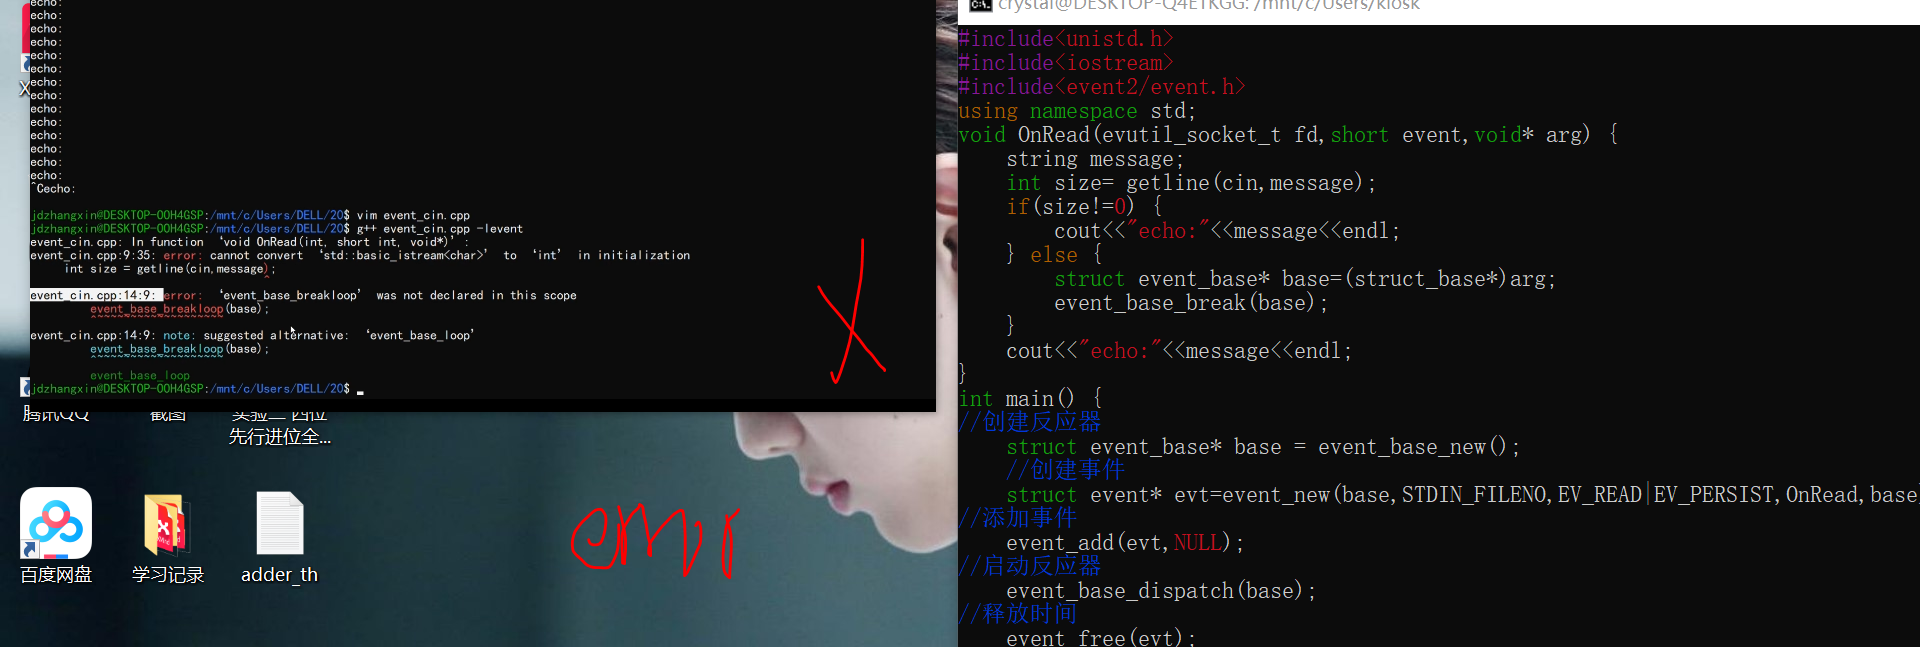 echo:
echo:
echo:
echo:
echo:
echo:
echo:
echo:
echo:
echo:
echo:
echo:
echo:
echo:
^Cecho:
jdzhangxin@DESKTOP-OOH4GSP:/mnt/c/Users/DELL/20$ vim event_cin.cpp
jdzhangxin@DESKTOP-OOH4GSP:/mnt/c/Users/DELL/20$ g++ event_cin.cpp -levent
event_cin.cpp: In function ‘void OnRead(int, short int, void*)’:
event_cin.cpp:9:35: error: cannot convert ‘std::basic_istream<char>’ to ‘int’ in initialization
int size = getline(cin,message);
^
event_cin.cpp:14:9: error: ‘event_base_breakloop’ was not declared in this scope
event_base_breakloop(base);
^~~~~~~~~~~~~~~~~~~~
event_cin.cpp:14:9: note: suggested alternative: ‘event_base_loop’
event_base_breakloop(base);
^~~~~~~~~~~~~~~~~~~~
event_base_loop
jdzhangxin@DESKTOP-OOH4GSP:/mnt/c/Users/DELL/20$
X
腾讯QQ
截图
实验二 四位
先行进位全...
百度网盘
学习记录
adder_th
crystal@DESKTOP-Q4E1KGG: /mnt/c/Users/kiosk
#include<unistd.h>
#include<iostream>
#include<event2/event.h>
using namespace std;
void OnRead(evutil_socket_t fd,short event,void* arg) {
string message;
int size= getline(cin,message);
if(size!=0) {
cout<<"echo:"<<message<<endl;
} else {
struct event_base* base=(struct_base*)arg;
event_base_break(base);
}
cout<<"echo:"<<message<<endl;
}
int main() {
//创建反应器
struct event_base* base = event_base_new();
//创建事件
struct event* evt=event_new(base,STDIN_FILENO,EV_READ|EV_PERSIST,OnRead,base
//添加事件
event_add(evt,NULL);
//启动反应器
event_base_dispatch(base);
//释放时间
event_free(evt);